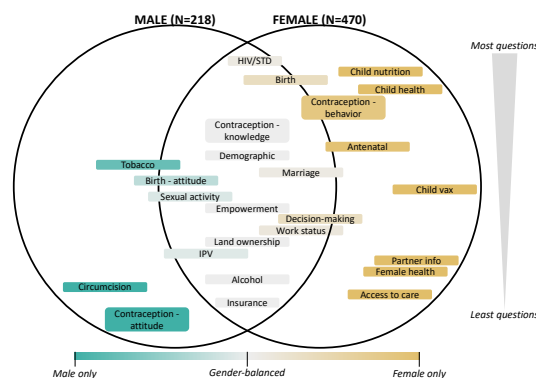 MALE (N=218)
FEMALE (N=470)
Most questions
HIV/STD
Child nutrition
Birth
Child health
Contraception -
behavior
Contraception -
knowledge
Antenatal
Demographic
Tobacco
Marriage
Birth - attitude
Child vax
Sexual activity
Empowerment
Decision-making
Work status
Land ownership
IPV
Partner info
Female health
Alcohol
Circumcision
Access to care
Insurance
Contraception -
attitude
Least questions
Male only
Gender-balanced
Female only